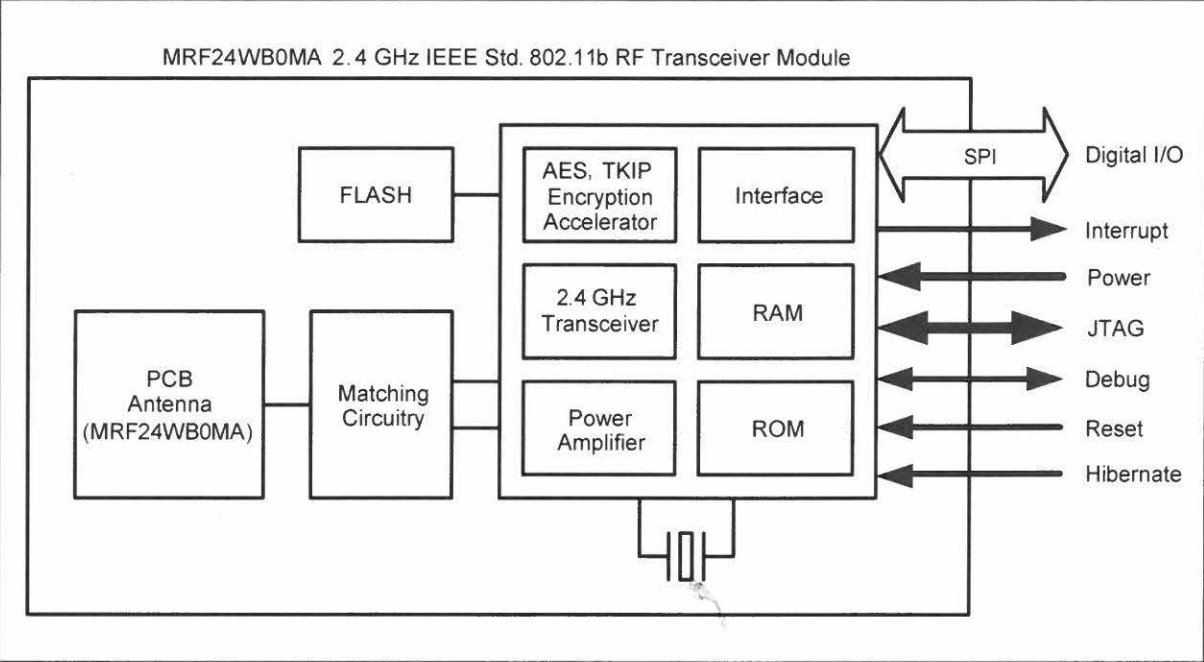 MRF24WB0MA 2.4 GHz IEEE Std. 802.11b RF Transceiver Module
FLASH
AES, TKIP
Encryption
Accelerator
Interface
SPI
Digital I/O
Interrupt
2.4 GHz
Transceiver
RAM
Power
JTAG
PCB
Antenna
(MRF24WB0MA)
Matching
Circuitry
Power
Amplifier
ROM
Debug
Reset
Hibernate